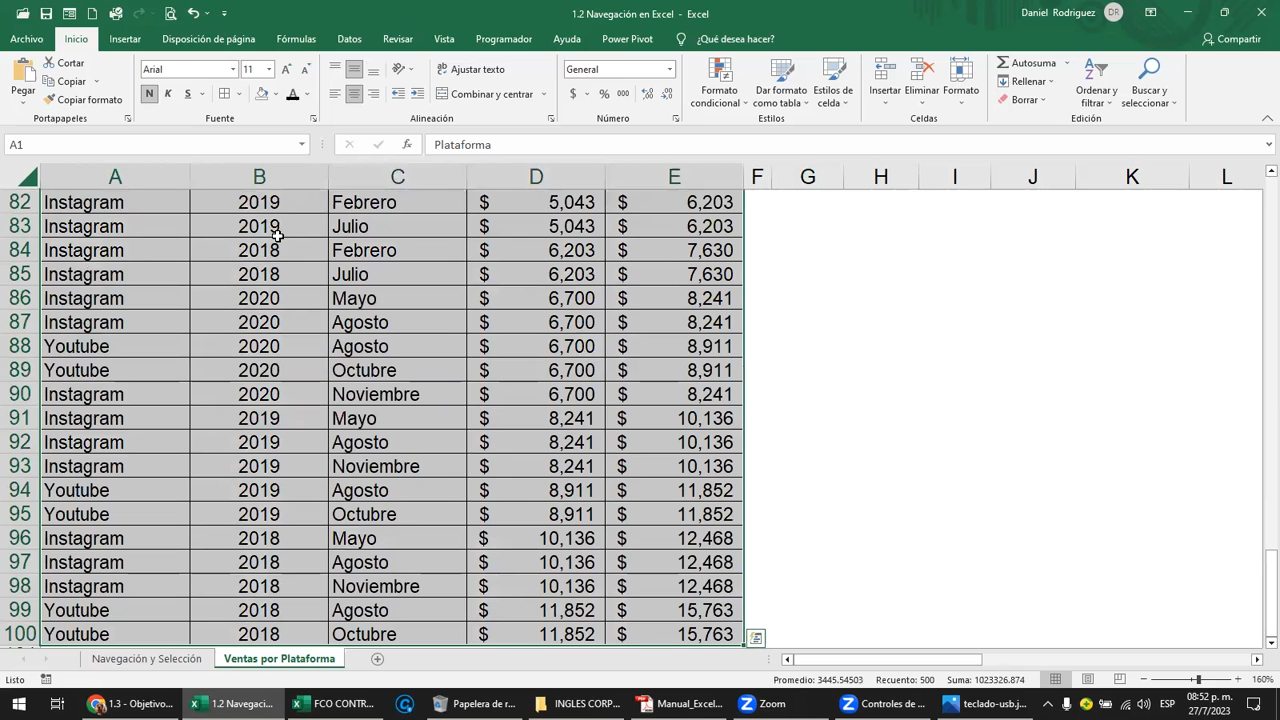 1.2 Navegación en Excel - Excel
Daniel Rodriguez DR
Archivo Inicio Insertar Disposición de página Fórmulas Datos Revisar Vista Programador Ayuda Power Pivot ¿Qué desea hacer? Compartir
Pegar
Cortar
Copiar
Copiar formato
Portapapeles
Arial 11
N K S A
Fuente
Ajustar texto
Combinar y centrar
Alineación
General
$ % 000
Número
Formato condicional
Dar formato como tabla
Estilos de celda
Estilos
Insertar
Eliminar
Formato
Celdas
Autosuma
Rellenar
Borrar
Ordenar y filtrar
Buscar y seleccionar
Edición
A1 fx Plataforma
A B C D E F G H I J K L
82 Instagram 2019 Febrero $ 5,043 $ 6,203
83 Instagram 2019 Julio $ 5,043 $ 6,203
84 Instagram 2018 Febrero $ 6,203 $ 7,630
85 Instagram 2018 Julio $ 6,203 $ 7,630
86 Instagram 2020 Mayo $ 6,700 $ 8,241
87 Instagram 2020 Agosto $ 6,700 $ 8,241
88 Youtube 2020 Agosto $ 6,700 $ 8,911
89 Youtube 2020 Octubre $ 6,700 $ 8,911
90 Instagram 2020 Noviembre $ 6,700 $ 8,241
91 Instagram 2019 Mayo $ 8,241 $ 10,136
92 Instagram 2019 Agosto $ 8,241 $ 10,136
93 Instagram 2019 Noviembre $ 8,241 $ 10,136
94 Youtube 2019 Agosto $ 8,911 $ 11,852
95 Youtube 2019 Octubre $ 8,911 $ 11,852
96 Instagram 2018 Mayo $ 10,136 $ 12,468
97 Instagram 2018 Agosto $ 10,136 $ 12,468
98 Instagram 2018 Noviembre $ 10,136 $ 12,468
99 Youtube 2018 Agosto $ 11,852 $ 15,763
100 Youtube 2018 Octubre $ 11,852 $ 15,763
Navegación y Selección Ventas por Plataforma
Listo Promedio: 3445.54503 Recuento: 500 Suma: 1023326.874 160%
1.3 - Objetivo... 1.2 Navegaci... FCO CONTR... Papelera de r... INGLES CORP... Manual_Exce... Zoom Controles de ... teclado-usb.j... ESP 08:52 p. m.
27/7/2023